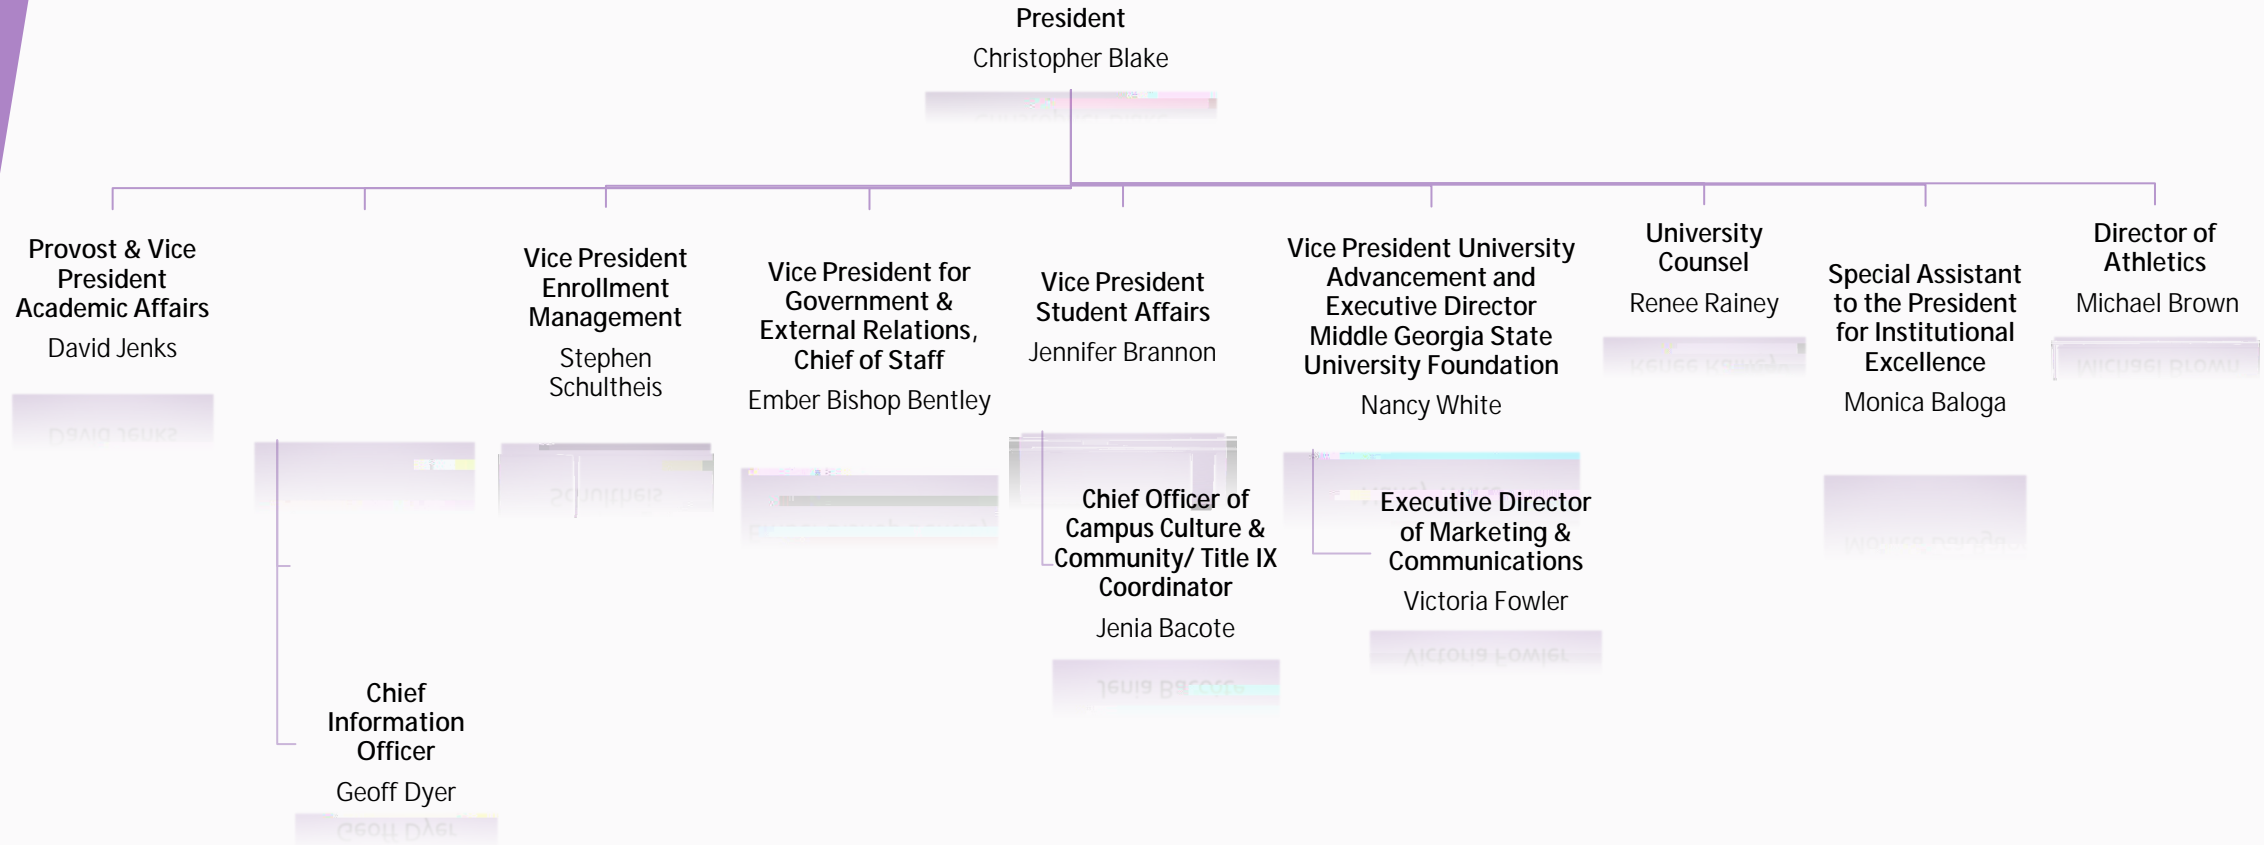 President
Christopher Blake
Provost & Vice
President
Academic Affairs
David Jenks
Vice President
Enrollment
Management
Stephen
Schultheis
Vice President for
Government &
External Relations,
Chief of Staff
Ember Bishop Bentley
Vice President
Student Affairs
Jennifer Brannon
Vice President University
Advancement and
Executive Director
Middle Georgia State
University Foundation
Nancy White
University
Counsel
Renee Rainey
Special Assistant
to the President
for Institutional
Excellence
Monica Baloga
Director of
Athletics
Michael Brown
Chief Officer of
Campus Culture &
Community/ Title IX
Coordinator
Jenia Bacote
Executive Director
of Marketing &
Communications
Victoria Fowler
Chief
Information
Officer
Geoff Dyer